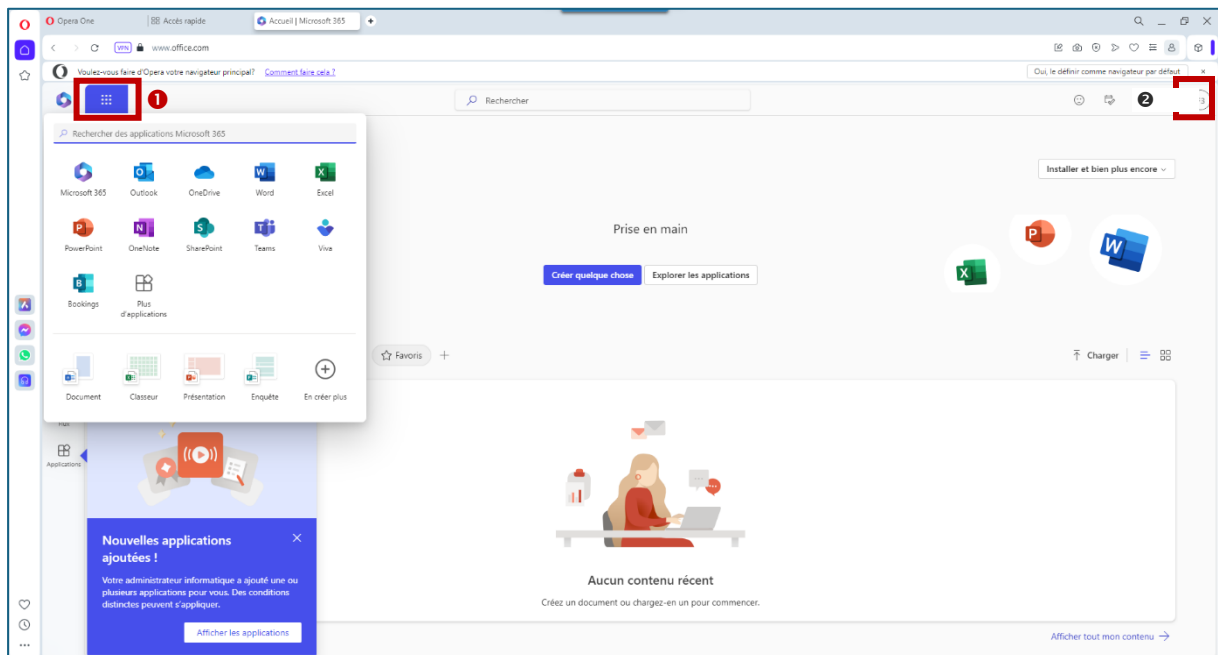 Opera One
Accès rapide
Accueil | Microsoft 365
VPN
www.office.com
Voulez-vous faire d'Opera votre navigateur principal? Comment faire cela ?
Oui, le définir comme navigateur par défaut
❶
Rechercher
❷
Rechercher des applications Microsoft 365
Microsoft 365 Outlook OneDrive Word Excel
PowerPoint OneNote SharePoint Teams Viva
Bookings Plus
d'applications
Document Classeur Présentation Enquête En créer plus
Installer et bien plus encore
Prise en main
Créer quelque chose Explorer les applications
Favoris
Charger
Applications
Nouvelles applications
ajoutées !
Votre administrateur informatique a ajouté une ou
plusieurs applications pour vous. Des conditions
distinctes peuvent s'appliquer.
Afficher les applications
Aucun contenu récent
Créez un document ou chargez-en un pour commencer.
Afficher tout mon contenu